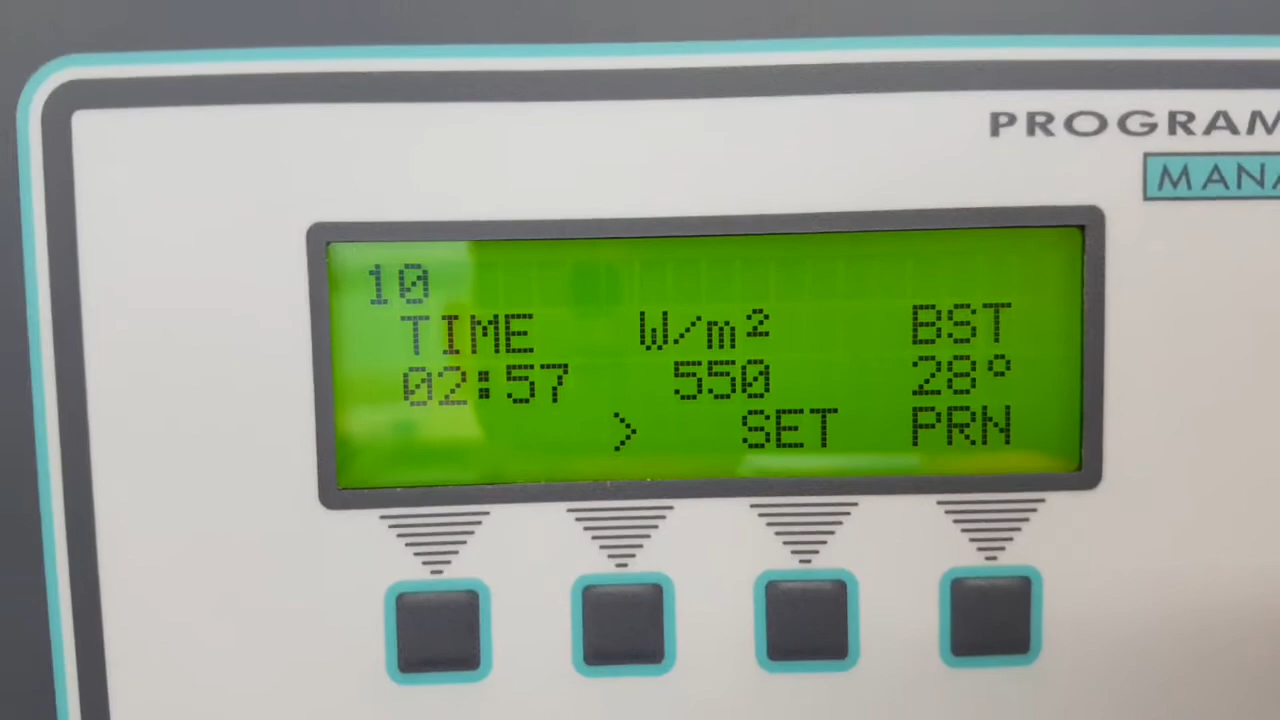 PROGRAM
MANA
10
TIME W/m² BST
02:57 550 28°
> SET PRN